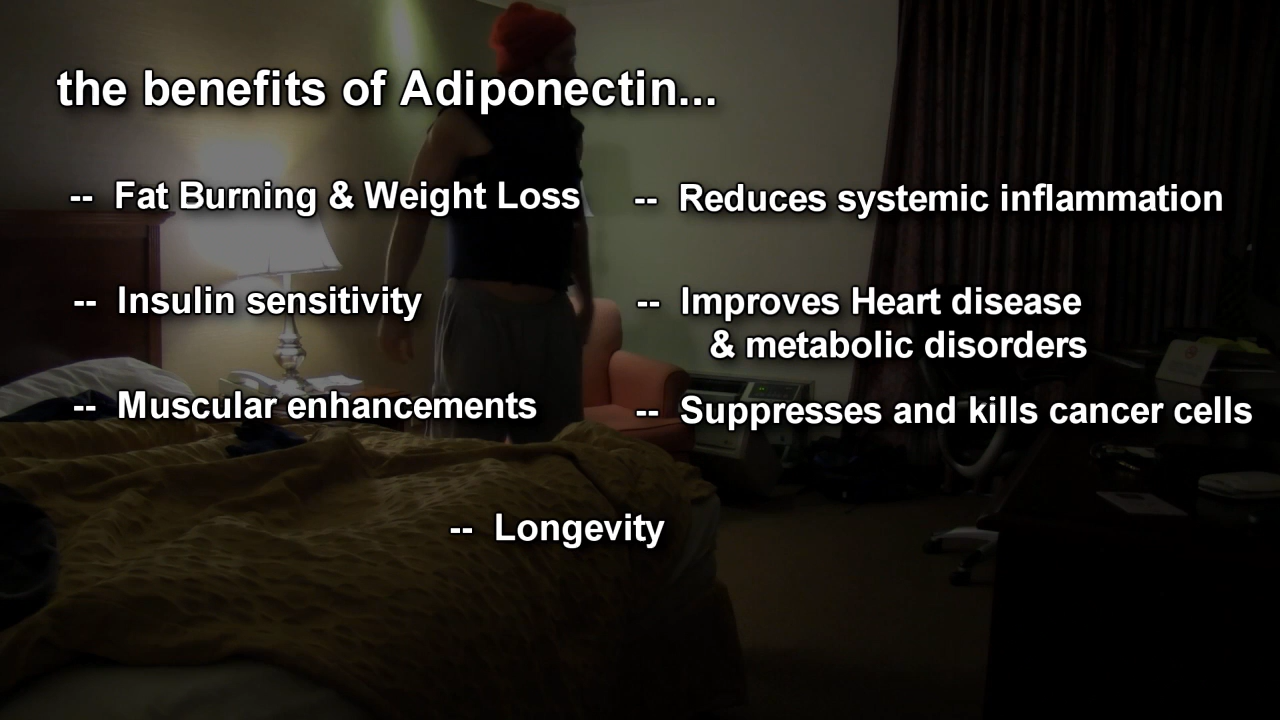 the benefits of Adiponectin...
-- Fat Burning & Weight Loss
-- Insulin sensitivity
-- Muscular enhancements
-- Reduces systemic inflammation
-- Improves Heart disease
& metabolic disorders
-- Suppresses and kills cancer cells
-- Longevity